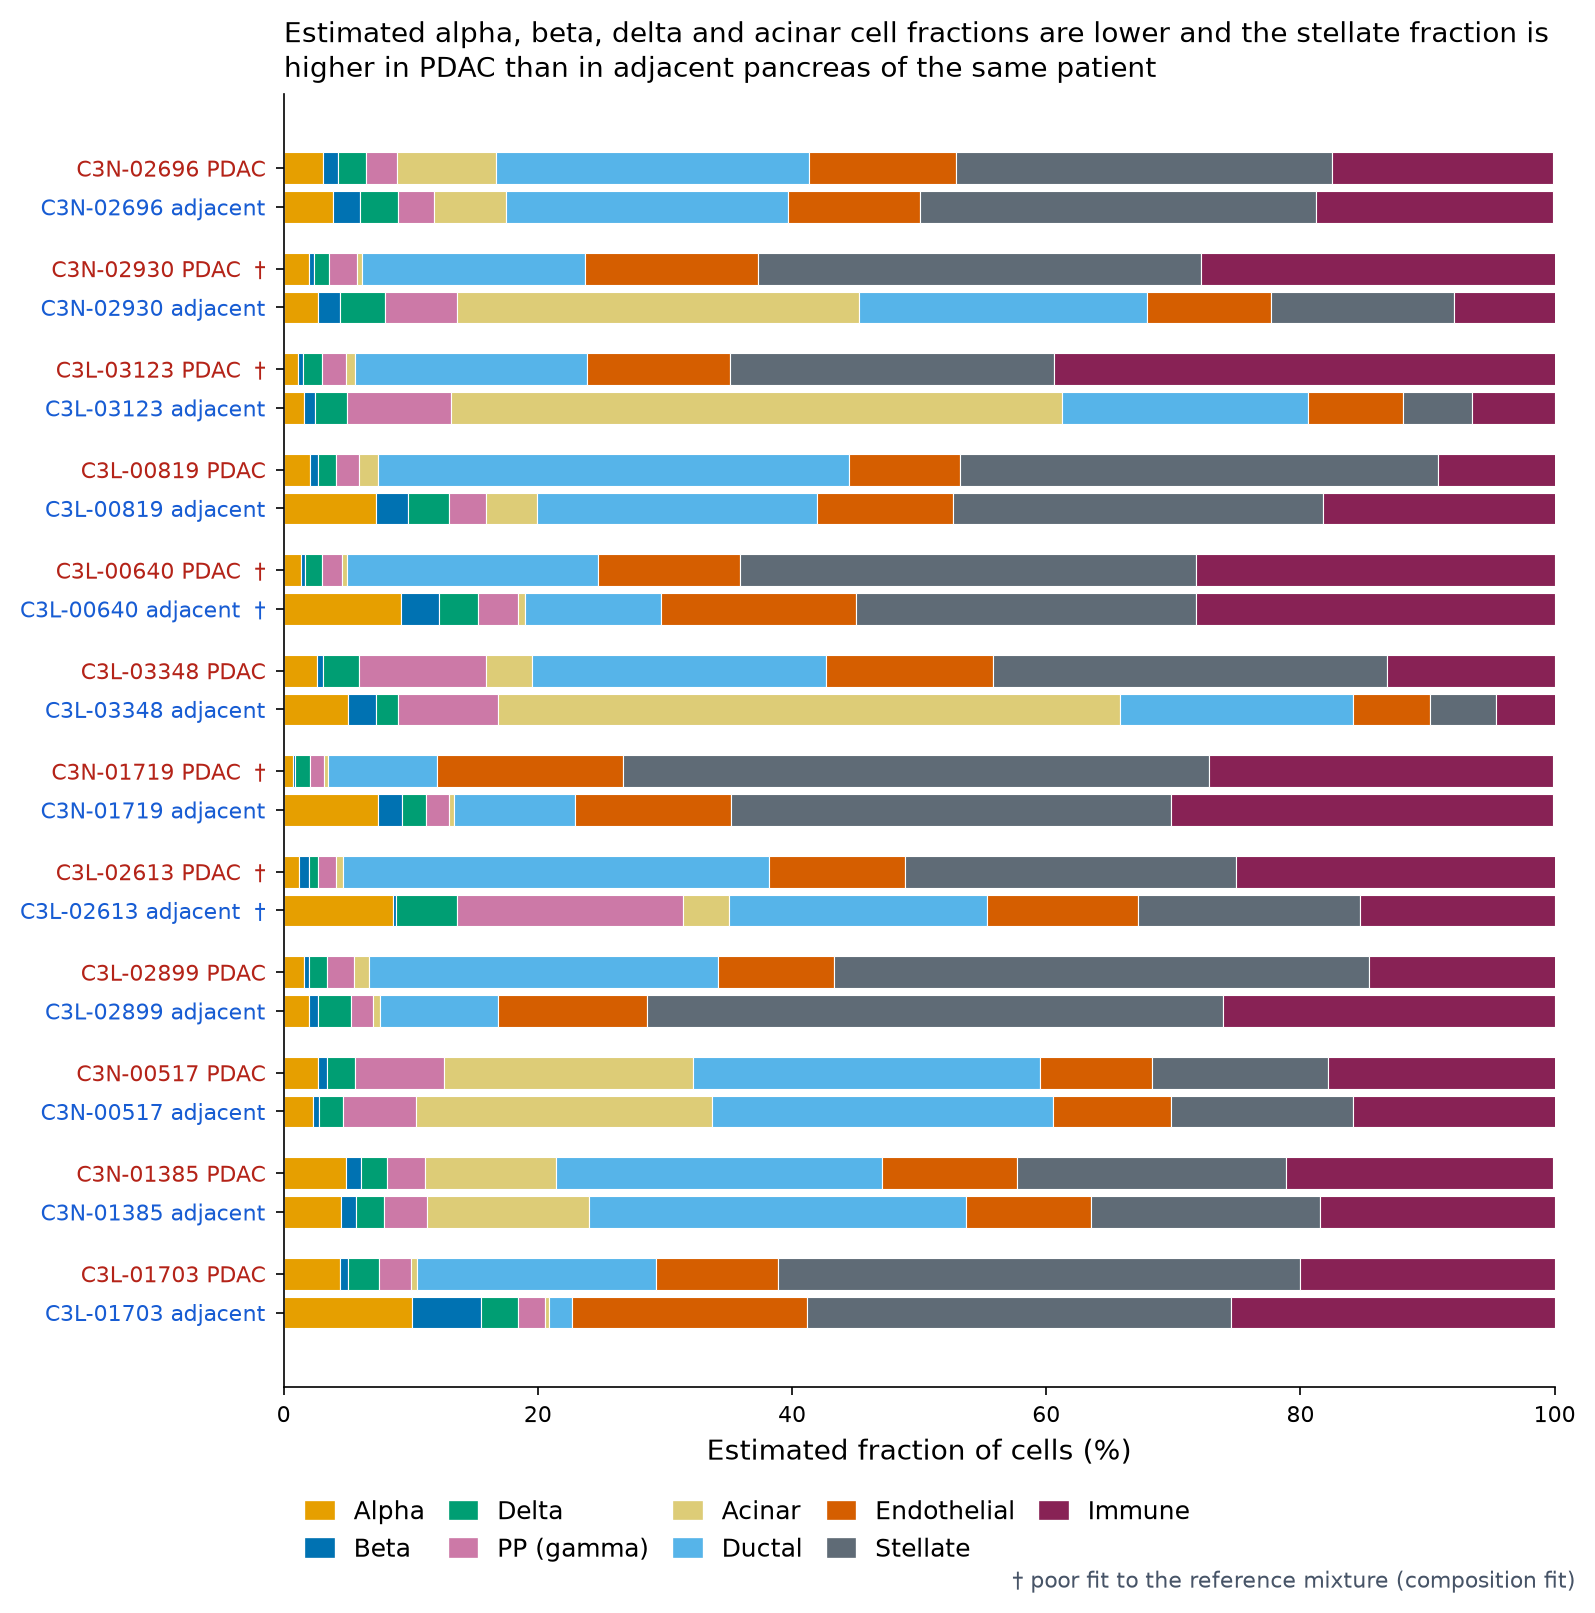 Estimated alpha, beta, delta and acinar cell fractions are lower and the stellate fraction is
higher in PDAC than in adjacent pancreas of the same patient
C3N-02696 PDAC
C3N-02696 adjacent
C3N-02930 PDAC †
C3N-02930 adjacent
C3L-03123 PDAC †
C3L-03123 adjacent
C3L-00819 PDAC
C3L-00819 adjacent
C3L-00640 PDAC †
C3L-00640 adjacent †
C3L-03348 PDAC
C3L-03348 adjacent
C3N-01719 PDAC †
C3N-01719 adjacent
C3L-02613 PDAC †
C3L-02613 adjacent †
C3L-02899 PDAC
C3L-02899 adjacent
C3N-00517 PDAC
C3N-00517 adjacent
C3N-01385 PDAC
C3N-01385 adjacent
C3L-01703 PDAC
C3L-01703 adjacent
0 20 40 60 80 100
Estimated fraction of cells (%)
Alpha Delta Acinar Endothelial Immune
Beta PP (gamma) Ductal Stellate
† poor fit to the reference mixture (composition fit)